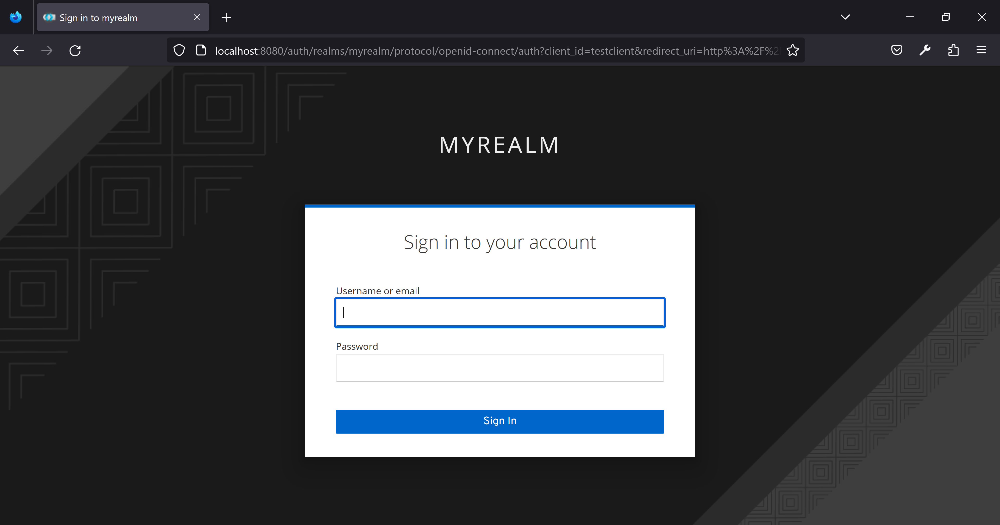 Sign in to myrealm
localhost:8080/auth/realms/myrealm/protocol/openid-connect/auth?client_id=testclient&redirect_uri=http%3A%2F%2
MYREALM
Sign in to your account
Username or email
Password
Sign In